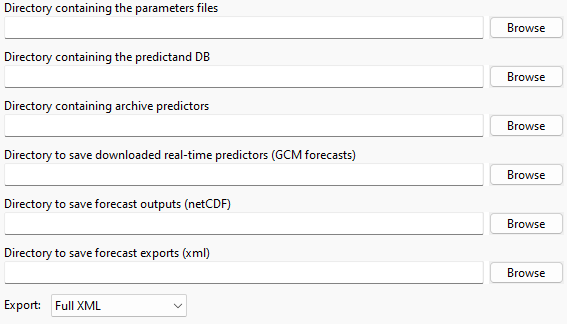 Directory containing the parameters files
Browse
Directory containing the predictand DB
Browse
Directory containing archive predictors
Browse
Directory to save downloaded real-time predictors (GCM forecasts)
Browse
Directory to save forecast outputs (netCDF)
Browse
Directory to save forecast exports (xml)
Browse
Export: Full XML